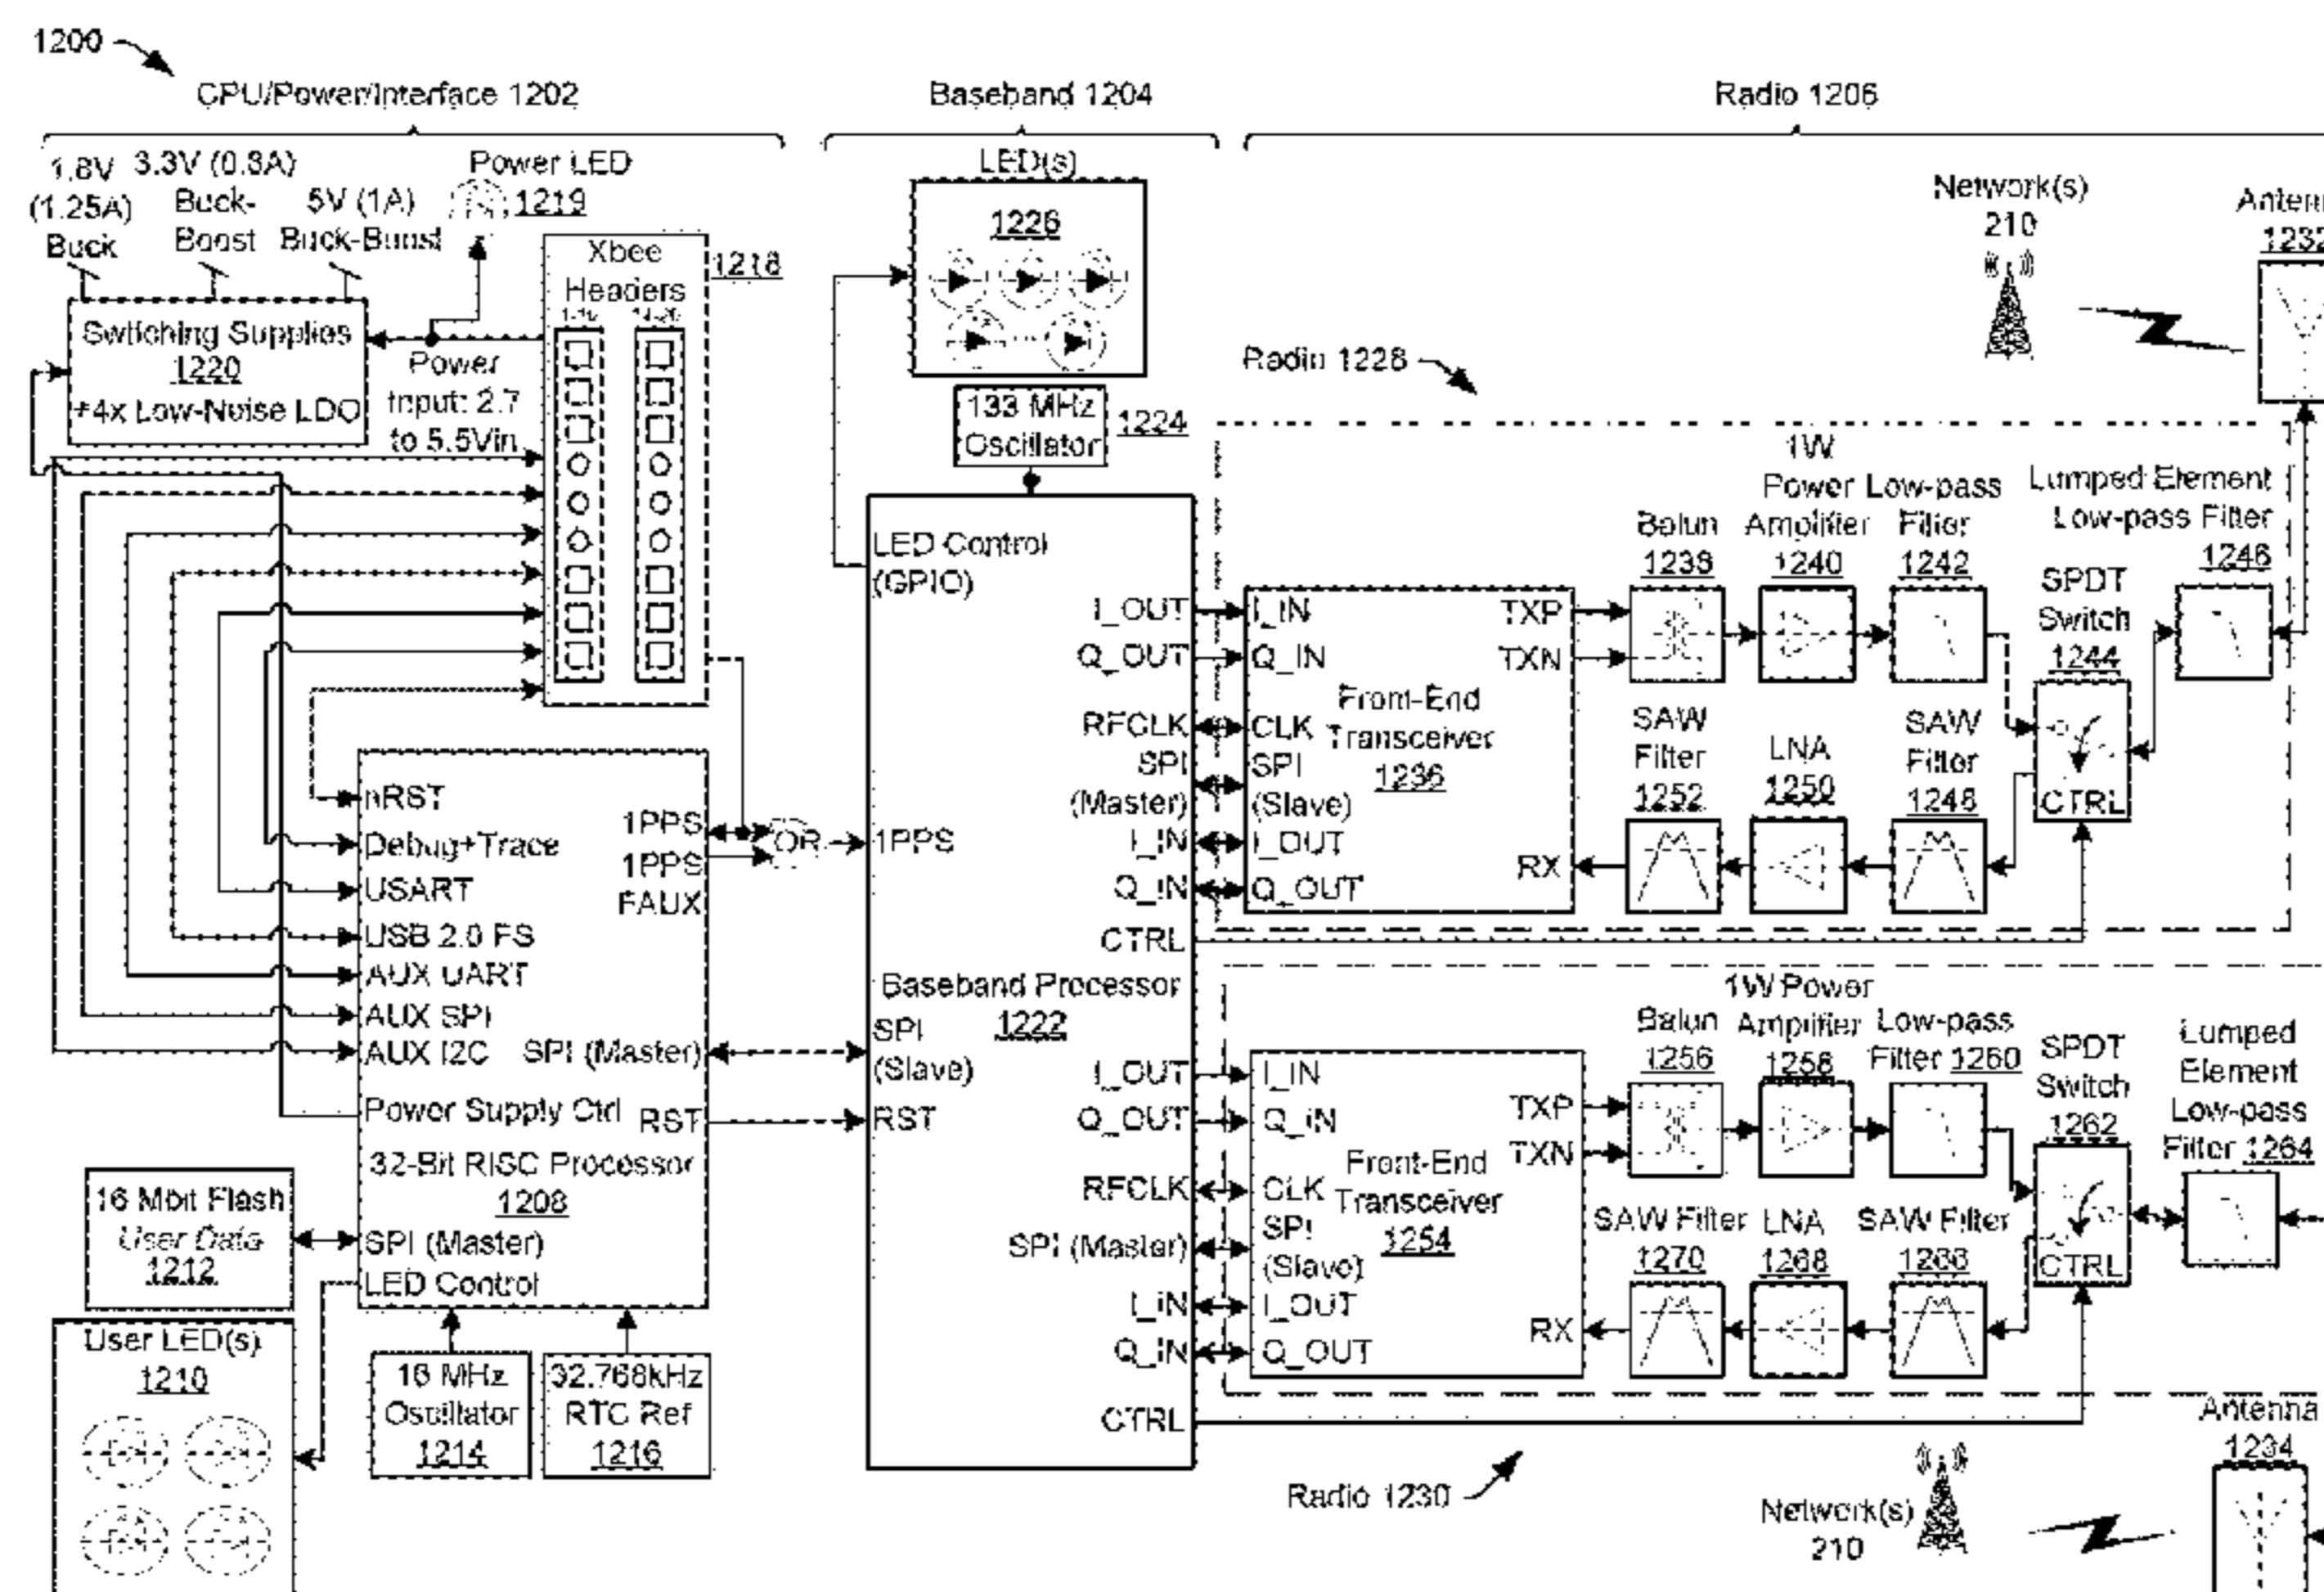 1200
CPU/Power/Interface 1202
Baseband 1204
Radio 1206
1.8V
(1.25A)
Buck
3.3V (0.8A)
Buck-
Boost
5V (1A)
Buck-Boost
Power LED
1219
Switching Supplies
1220
+4x Low-Noise LDO
Power
Input: 2.7
to 5.5Vin
Xbee
Headers
1218
LED(s)
1226
133 MHz
Oscillator
1224
Network(s)
210
1232
Radio 1228
LED Control
(GPIO)
I_OUT
Q_OUT
RFCLK
SPI
(Master)
I_IN
Q_IN
CTRL
1PPS
Baseband Processor
1222
SPI
(Slave)
RST
I_OUT
Q_OUT
RFCLK
SPI (Master)
I_IN
Q_IN
CTRL
nRST
Debug+Trace
USART
USB 2.0 FS
AUX UART
AUX SPI
AUX I2C
Power Supply Ctrl
1PPS
1PPS
FAUX
OR
SPI (Master)
RST
32-Bit RISC Processor
1208
SPI (Master)
LED Control
16 Mbit Flash
User Data
1212
User LED(s)
1210
16 MHz
Oscillator
1214
32.768kHz
RTC Ref
1216
I_IN
Q_IN
CLK
SPI
(Slave)
I_OUT
Q_OUT
Front-End
Transceiver
1236
TXP
TXN
RX
Balun
1238
1W
Power
Amplifier
1240
Low-pass
Filter
1242
SPDT
Switch
1244
CTRL
Lumped Element
Low-pass Filter
1246
SAW
Filter
1252
LNA
1250
SAW
Filter
1248
I_IN
Q_IN
CLK
SPI
(Slave)
I_OUT
Q_OUT
Front-End
Transceiver
1254
TXP
TXN
RX
Balun
1256
1W Power
Amplifier
1258
Low-pass
Filter 1260
SPDT
Switch
1262
CTRL
Lumped
Element
Low-pass
Filter 1264
SAW Filter
1270
LNA
1268
SAW Filter
1266
Radio 1230
Network(s)
210
Antenna
1234